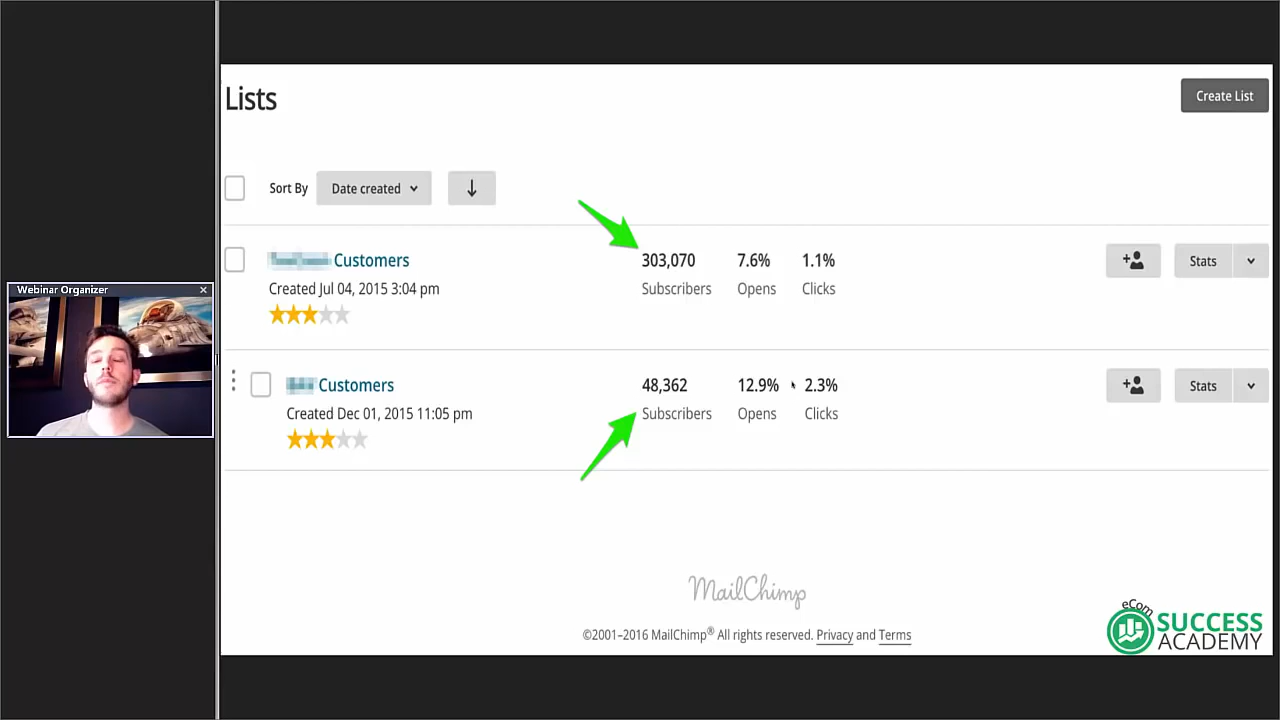 Lists
Create List
Sort By
Date created
Customers
Created Jul 04, 2015 3:04 pm
303,070
Subscribers
7.6%
Opens
1.1%
Clicks
Stats
Webinar Organizer
Customers
Created Dec 01, 2015 11:05 pm
48,362
Subscribers
12.9%
Opens
2.3%
Clicks
Stats
MailChimp
©2001–2016 MailChimp® All rights reserved. Privacy and Terms
eCom
SUCCESS
ACADEMY